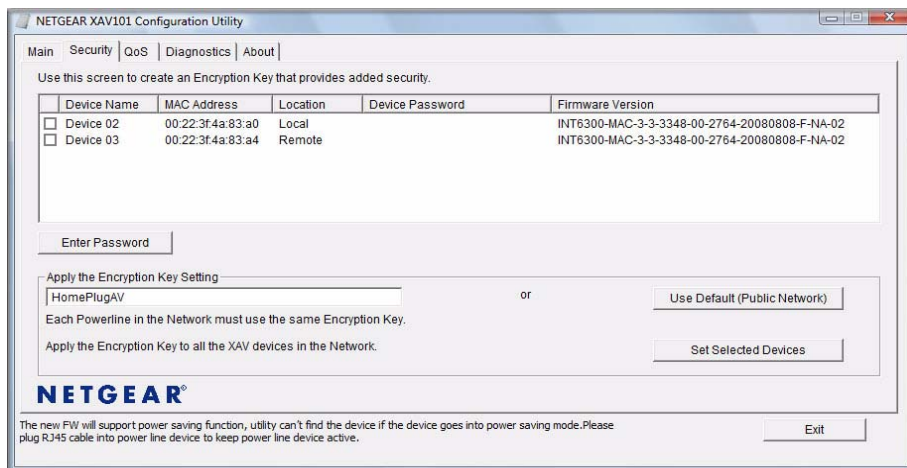 NETGEAR XAV101 Configuration Utility
Main Security QoS Diagnostics About
Use this screen to create an Encryption Key that provides added security.
Device Name MAC Address Location Device Password Firmware Version
Device 02 00:22:3f:4a:83:a0 Local INT6300-MAC-3-3-3348-00-2764-20080808-F-NA-02
Device 03 00:22:3f:4a:83:a4 Remote INT6300-MAC-3-3-3348-00-2764-20080808-F-NA-02
Enter Password
Apply the Encryption Key Setting
HomePlugAV or Use Default (Public Network)
Each Powerline in the Network must use the same Encryption Key.
Apply the Encryption Key to all the XAV devices in the Network. Set Selected Devices
NETGEAR®
The new FW will support power saving function, utility can't find the device if the device goes into power saving mode.Please
plug RJ45 cable into power line device to keep power line device active.
Exit